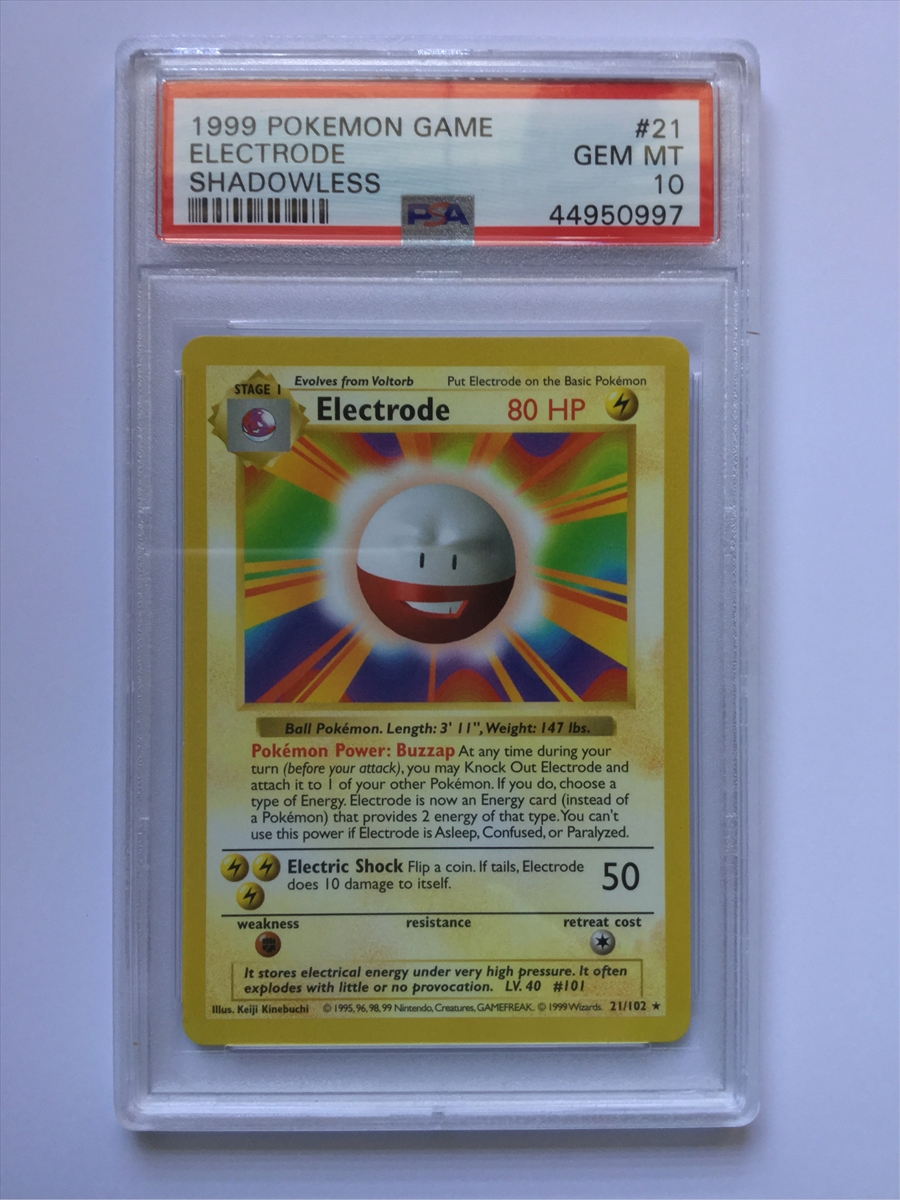 1999 POKEMON GAME #21
ELECTRODE GEM MT
SHADOWLESS 10
PSA 44950997
STAGE 1 Evolves from Voltorb Put Electrode on the Basic Pokémon
Electrode 80 HP
Ball Pokémon. Length: 3' 11", Weight: 147 lbs.
Pokémon Power: Buzzap At any time during your
turn (before your attack), you may Knock Out Electrode and
attach it to 1 of your other Pokémon. If you do, choose a
type of Energy. Electrode is now an Energy card (instead of
a Pokémon) that provides 2 energy of that type. You can't
use this power if Electrode is Asleep, Confused, or Paralyzed.
Electric Shock Flip a coin. If tails, Electrode
does 10 damage to itself.
50
weakness resistance retreat cost
It stores electrical energy under very high pressure. It often
explodes with little or no provocation. LV. 40 #101
Illus. Keiji Kinebuchi © 1995, 96, 98, 99 Nintendo, Creatures, GAMEFREAK. © 1999 Wizards. 21/102 ★